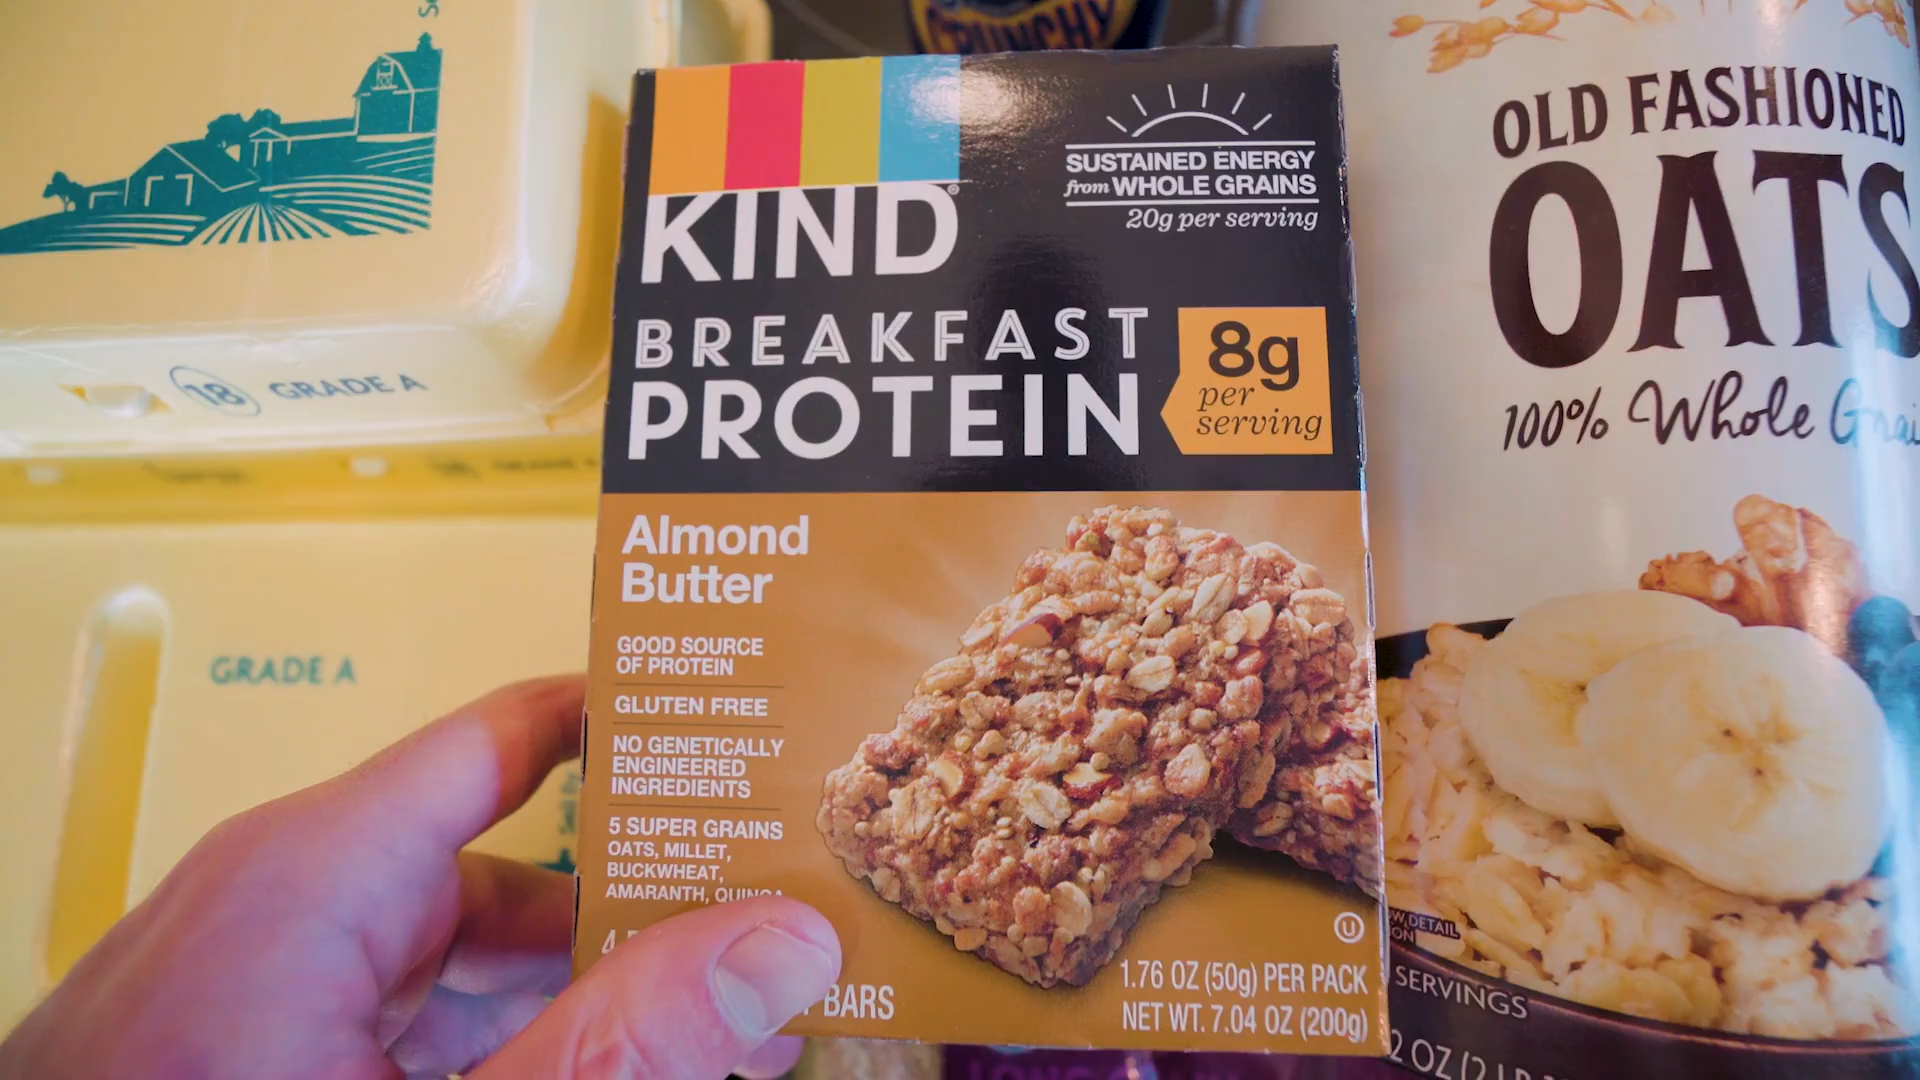 CRUNCHY
18 GRADE A
GRADE A
KIND®
BREAKFAST
PROTEIN
SUSTAINED ENERGY
from WHOLE GRAINS
20g per serving
8g
per
serving
Almond
Butter
GOOD SOURCE
OF PROTEIN
GLUTEN FREE
NO GENETICALLY
ENGINEERED
INGREDIENTS
5 SUPER GRAINS
OATS, MILLET,
BUCKWHEAT,
AMARANTH,
BARS
U
1.76 OZ (50g) PER PACK
NET WT. 7.04 OZ (200g)
OLD FASHIONED
OATS
100% Whole
DETAIL
SERVINGS